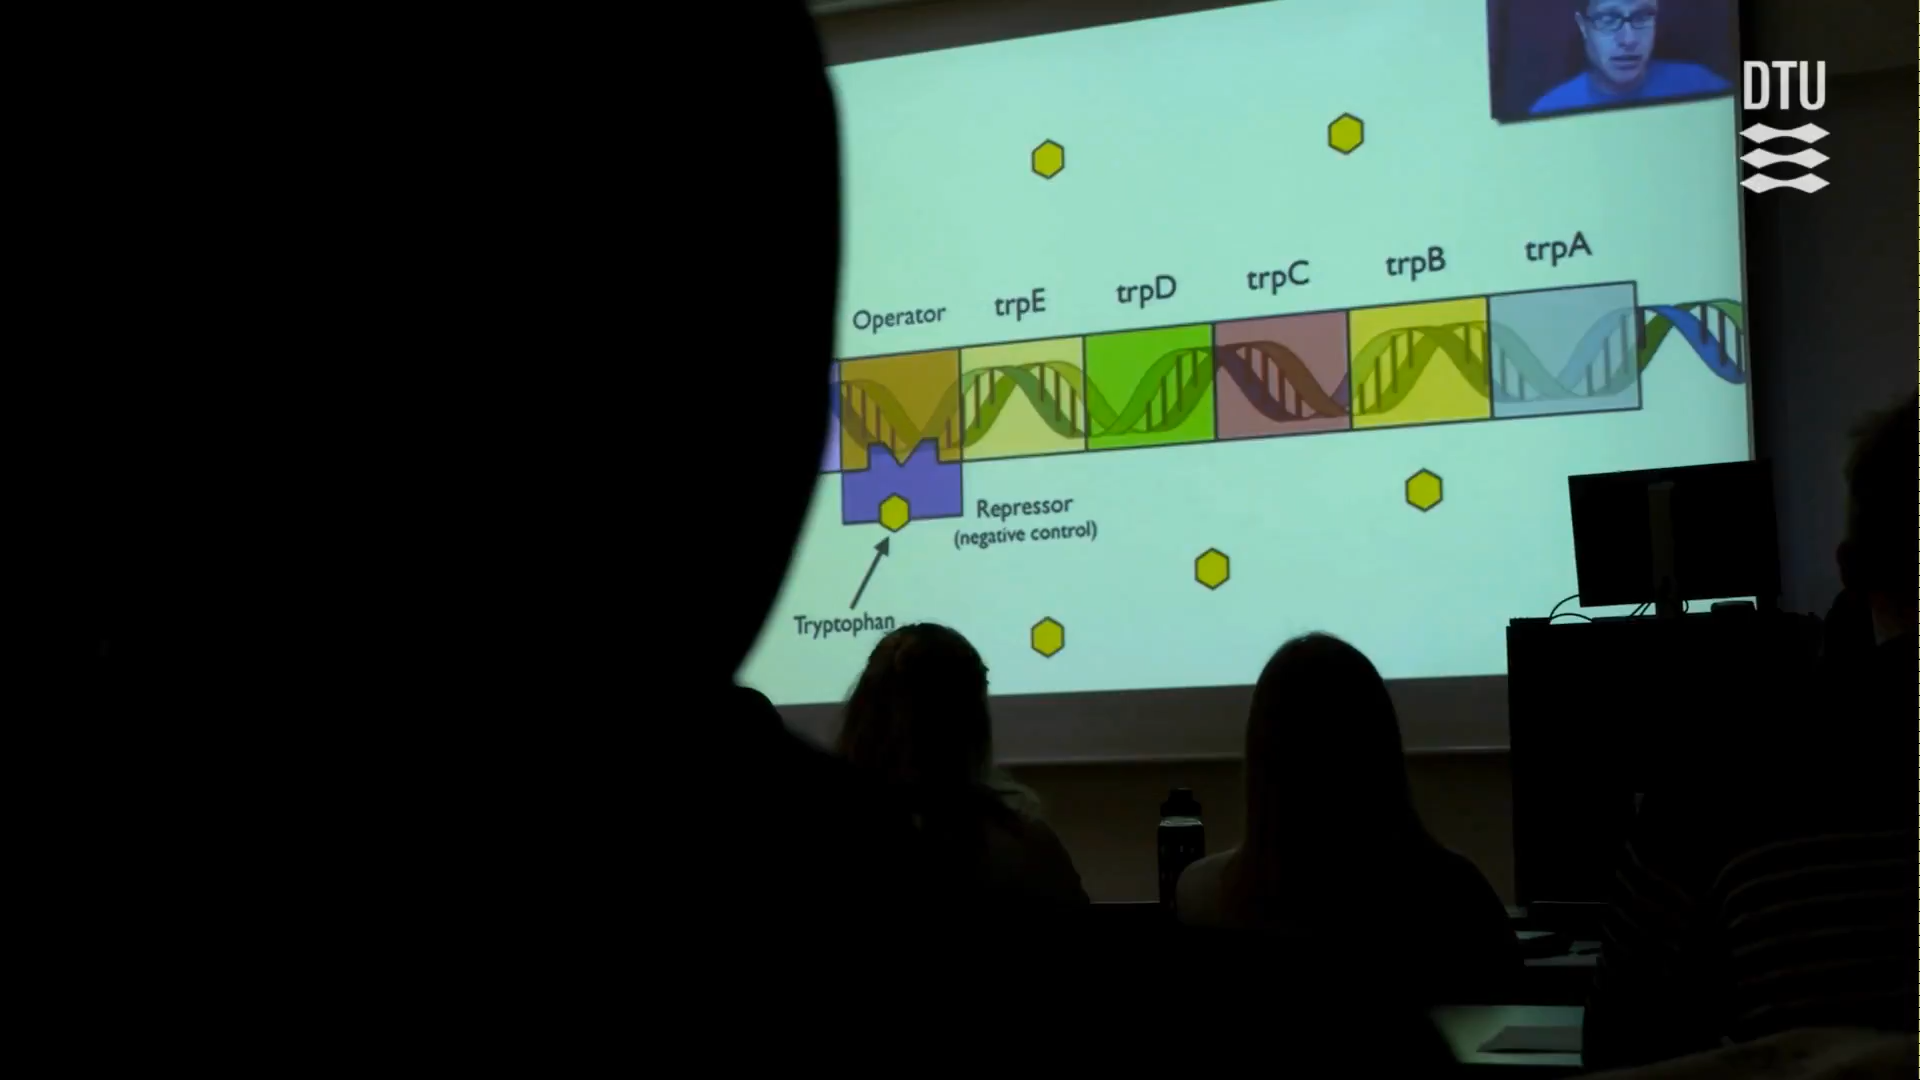 DTU
trpA
trpB
trpC
trpD
trpE
Operator
Repressor
(negative control)
Tryptophan